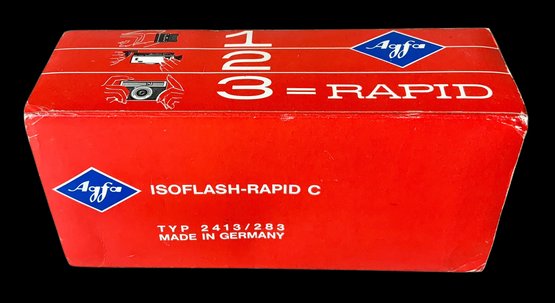 1
2
3 = RAPID
Agfa
Agfa
ISOFLASH-RAPID C
TYP 2413/283
MADE IN GERMANY